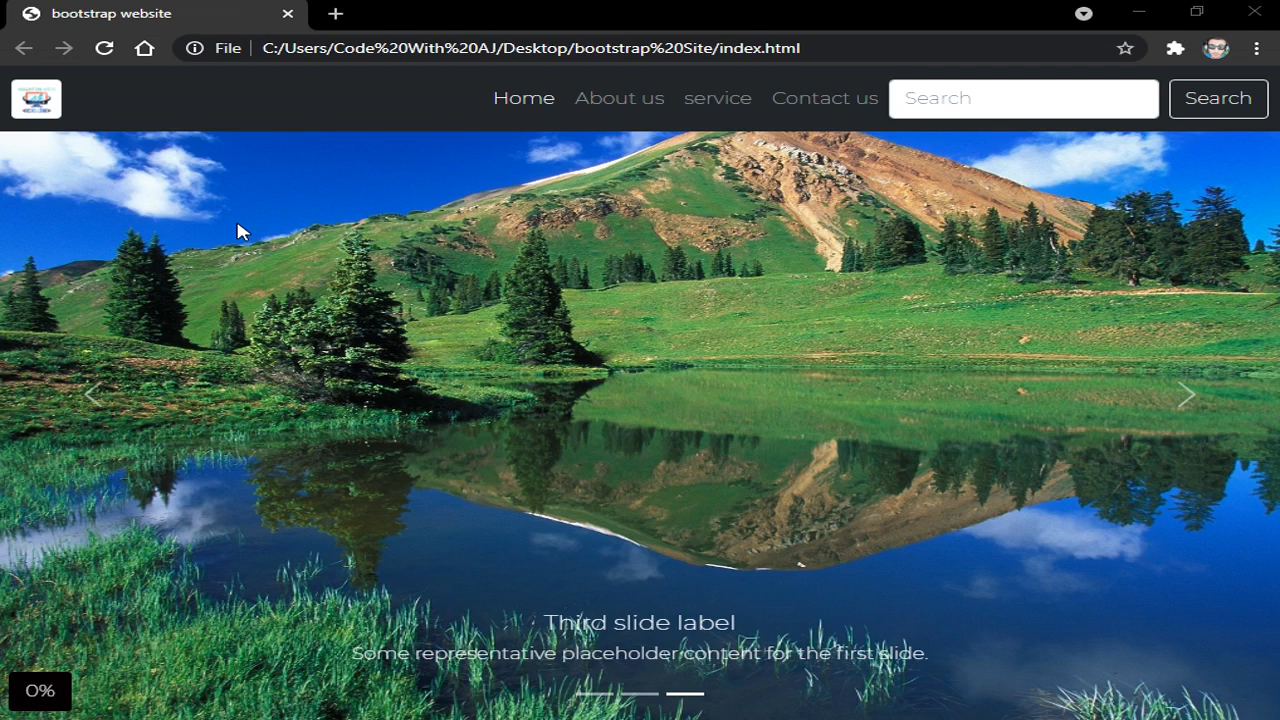 bootstrap website
File
C:/Users/Code%20With%20AJ/Desktop/bootstrap%20Site/index.html
Home About us service Contact us Search Search
Third slide label
Some representative placeholder content for the first slide.
0%